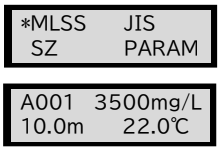 *MLSS JIS
SZ PARAM
A001 3500mg/L
10.0m 22.0℃